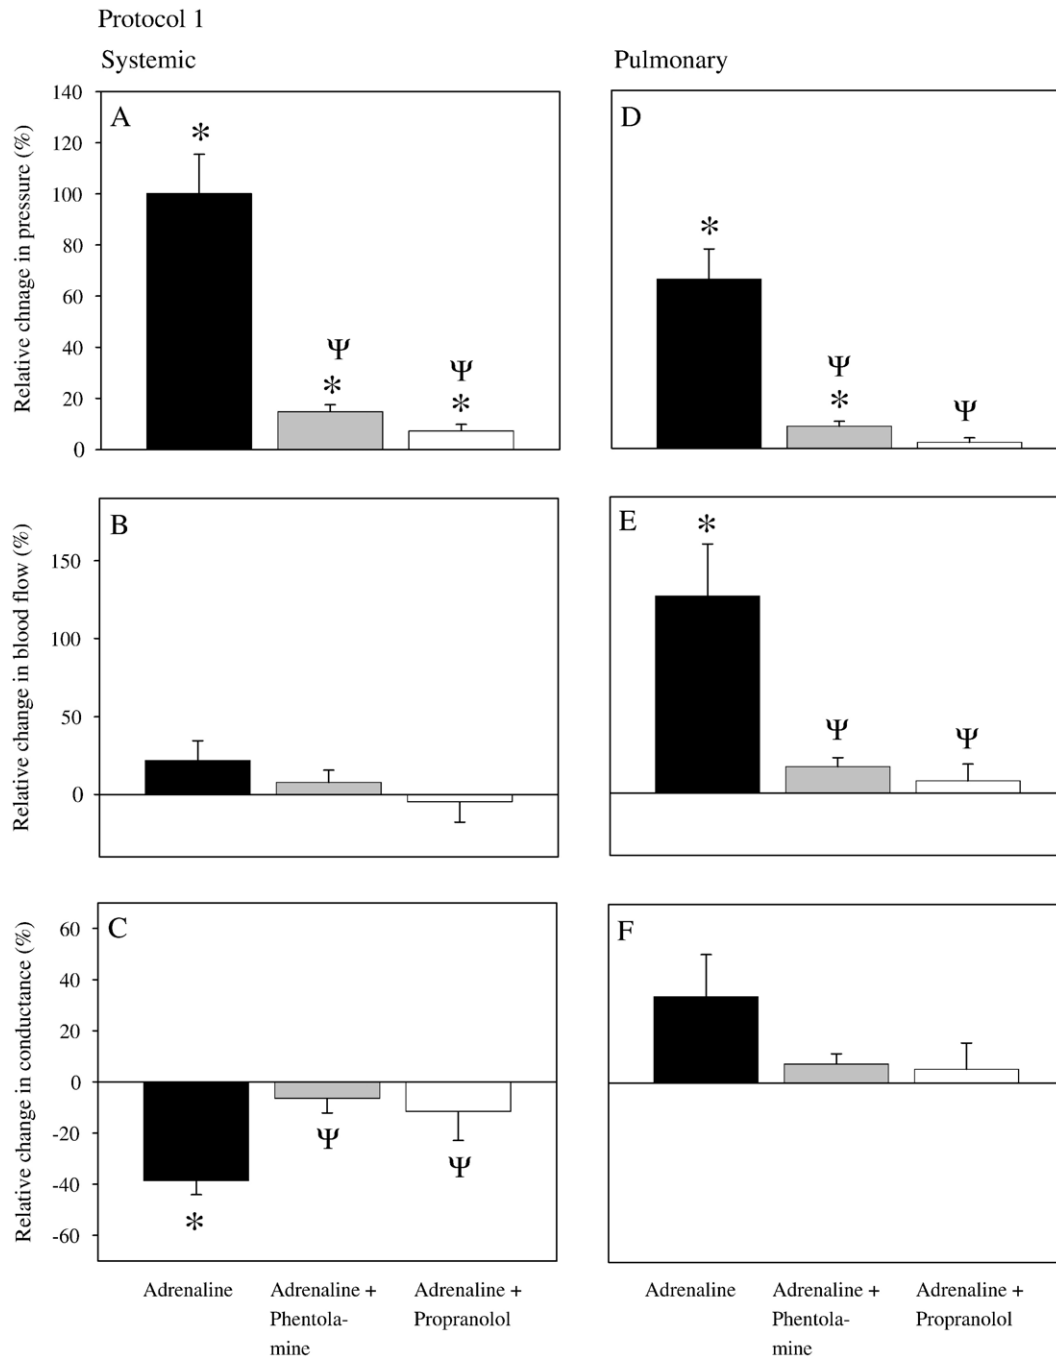 Protocol 1
Systemic
Pulmonary
Relative chnage in pressure (%)
140
120
100
80
60
40
20
0
A
*
Ψ
*
Ψ
*
D
*
Ψ
*
Ψ
Relative change in blood flow (%)
150
100
50
0
B
E
*
Ψ
Ψ
Relative change in conductance (%)
60
40
20
0
-20
-40
-60
C
*
Ψ
Ψ
F
Adrenaline
Adrenaline +
Phentola-
mine
Adrenaline +
Propranolol
Adrenaline
Adrenaline +
Phentola-
mine
Adrenaline +
Propranolol